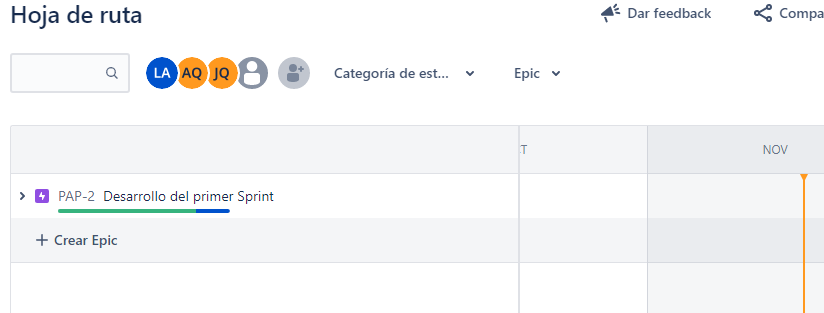 Hoja de ruta
Dar feedback
Compa
LA AQ JQ
Categoría de est...
Epic
T
NOV
PAP-2 Desarrollo del primer Sprint
+ Crear Epic